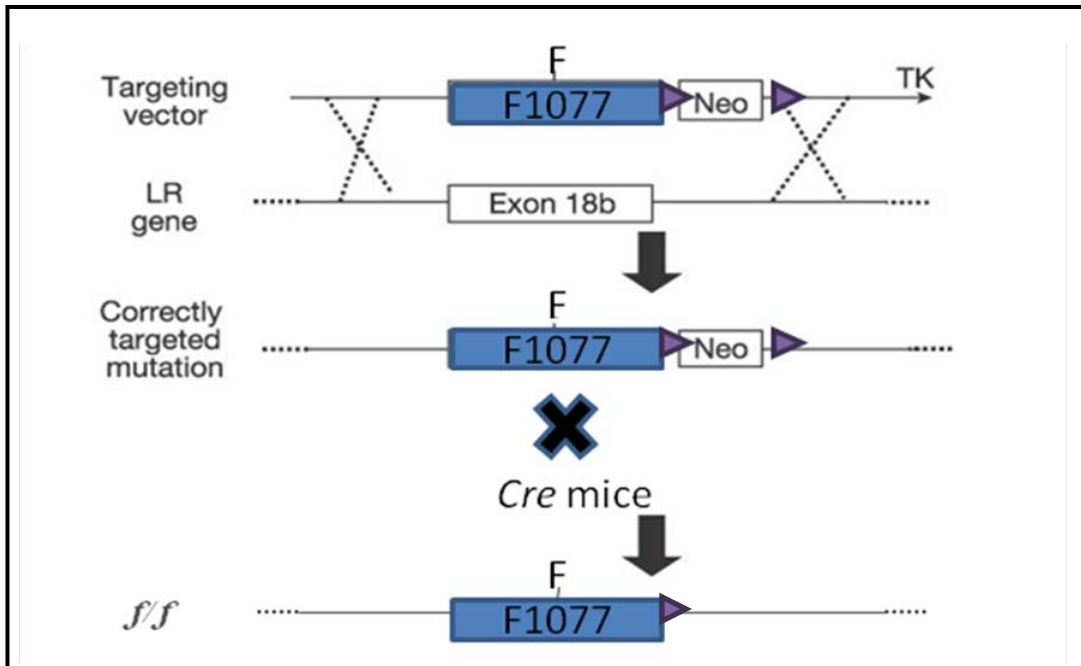 F
Targeting
vector
F1077
Neo
TK
LR
gene
Exon 18b
F
Correctly
targeted
mutation
F1077
Neo
Cre mice
F
f/f
F1077